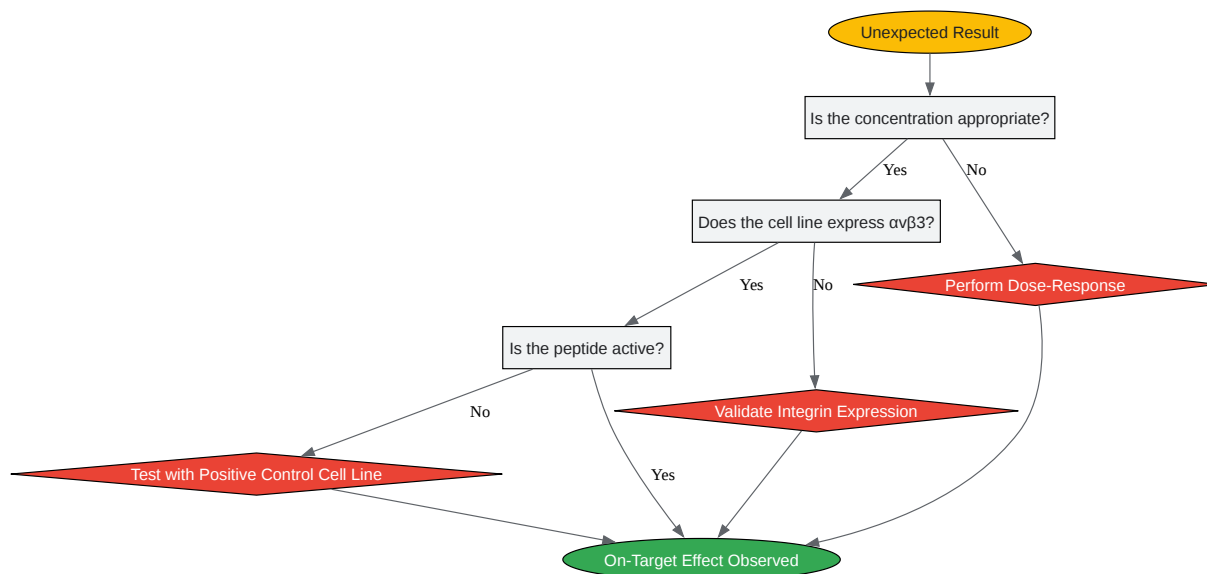 Unexpected Result
Is the concentration appropriate?
Yes
No
Does the cell line express αvβ3?
Perform Dose-Response
Yes
No
Is the peptide active?
Validate Integrin Expression
No
Test with Positive Control Cell Line
Yes
On-Target Effect Observed